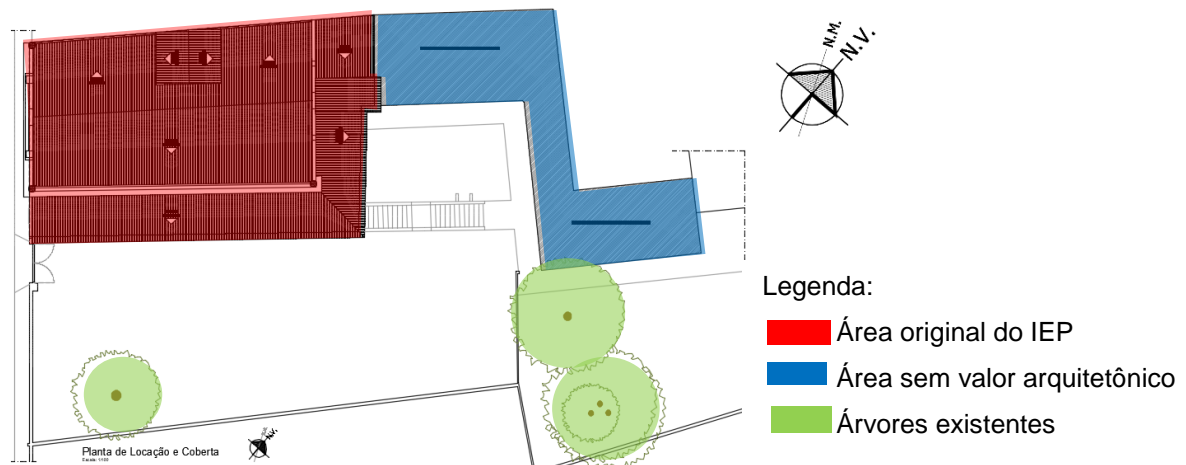 N.M.
N.V.
Legenda:
Área original do IEP
Área sem valor arquitetônico
Árvores existentes
Planta de Locação e Coberta